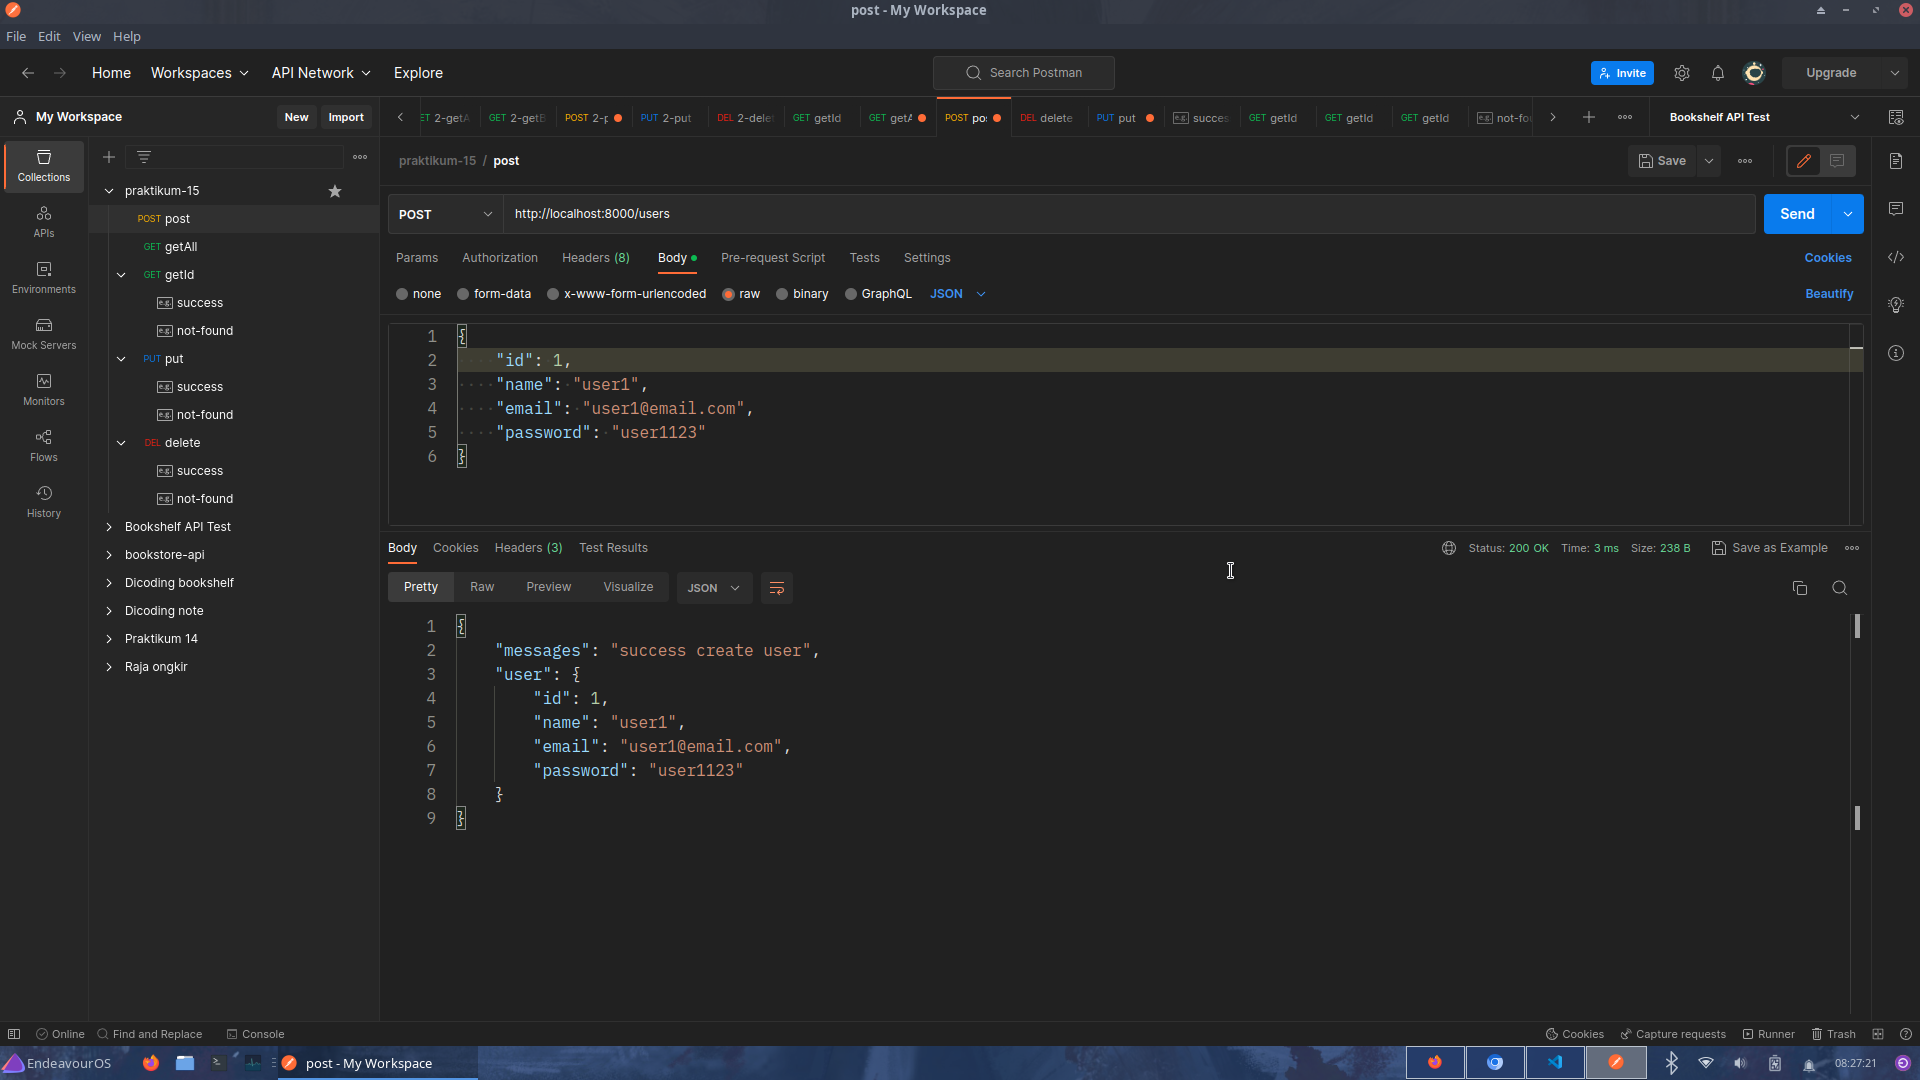 post - My Workspace
File Edit View Help
Home Workspaces API Network Explore Search Postman Invite Upgrade
My Workspace New Import
2-getA GET 2-getB POST 2-p PUT 2-put DEL 2-delet GET getId GET getA POST pos DEL delete PUT put e.g. succes GET getId GET getId GET getId e.g. not-fo Bookshelf API Test
praktikum-15 / post Save
POST http://localhost:8000/users Send
Params Authorization Headers (8) Body Pre-request Script Tests Settings Cookies
none form-data x-www-form-urlencoded raw binary GraphQL JSON Beautify
1 {
2 "id": 1,
3 "name": "user1",
4 "email": "user1@email.com",
5 "password": "user1123"
6 }
Collections
APIs
Environments
Mock Servers
Monitors
Flows
History
praktikum-15
POST post
GET getAll
GET getId
e.g. success
e.g. not-found
PUT put
e.g. success
e.g. not-found
DEL delete
e.g. success
e.g. not-found
Bookshelf API Test
bookstore-api
Dicoding bookshelf
Dicoding note
Praktikum 14
Raja ongkir
Body Cookies Headers (3) Test Results Status: 200 OK Time: 3 ms Size: 238 B Save as Example
Pretty Raw Preview Visualize JSON
1 {
2 "messages": "success create user",
3 "user": {
4 "id": 1,
5 "name": "user1",
6 "email": "user1@email.com",
7 "password": "user1123"
8 }
9 }
Online Find and Replace Console Cookies Capture requests Runner Trash
EndeavourOS post - My Workspace 08:27:21